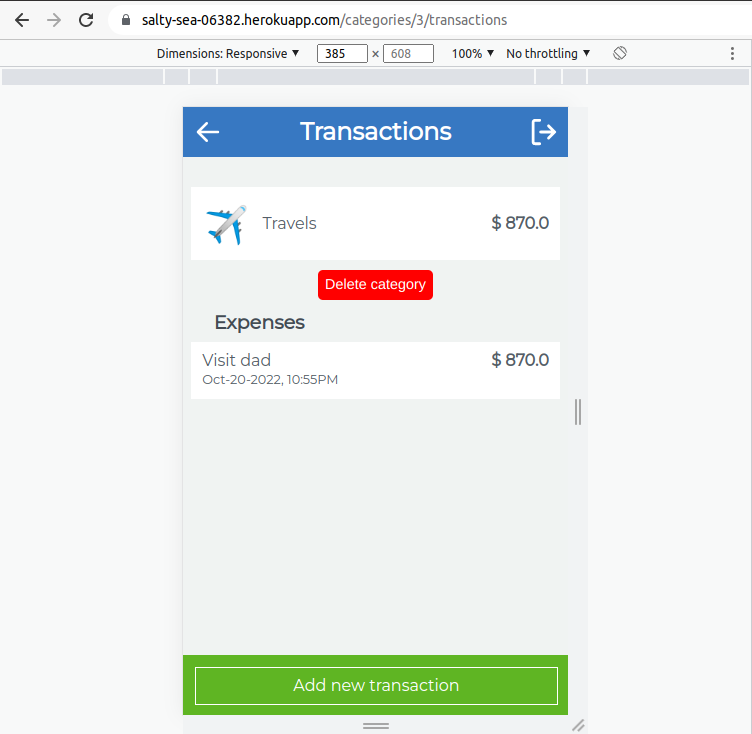 salty-sea-06382.herokuapp.com/categories/3/transactions
Dimensions: Responsive ▼ 385 × 608 100% ▼ No throttling ▼
Transactions
Travels $ 870.0
Delete category
Expenses
Visit dad $ 870.0
Oct-20-2022, 10:55PM
Add new transaction